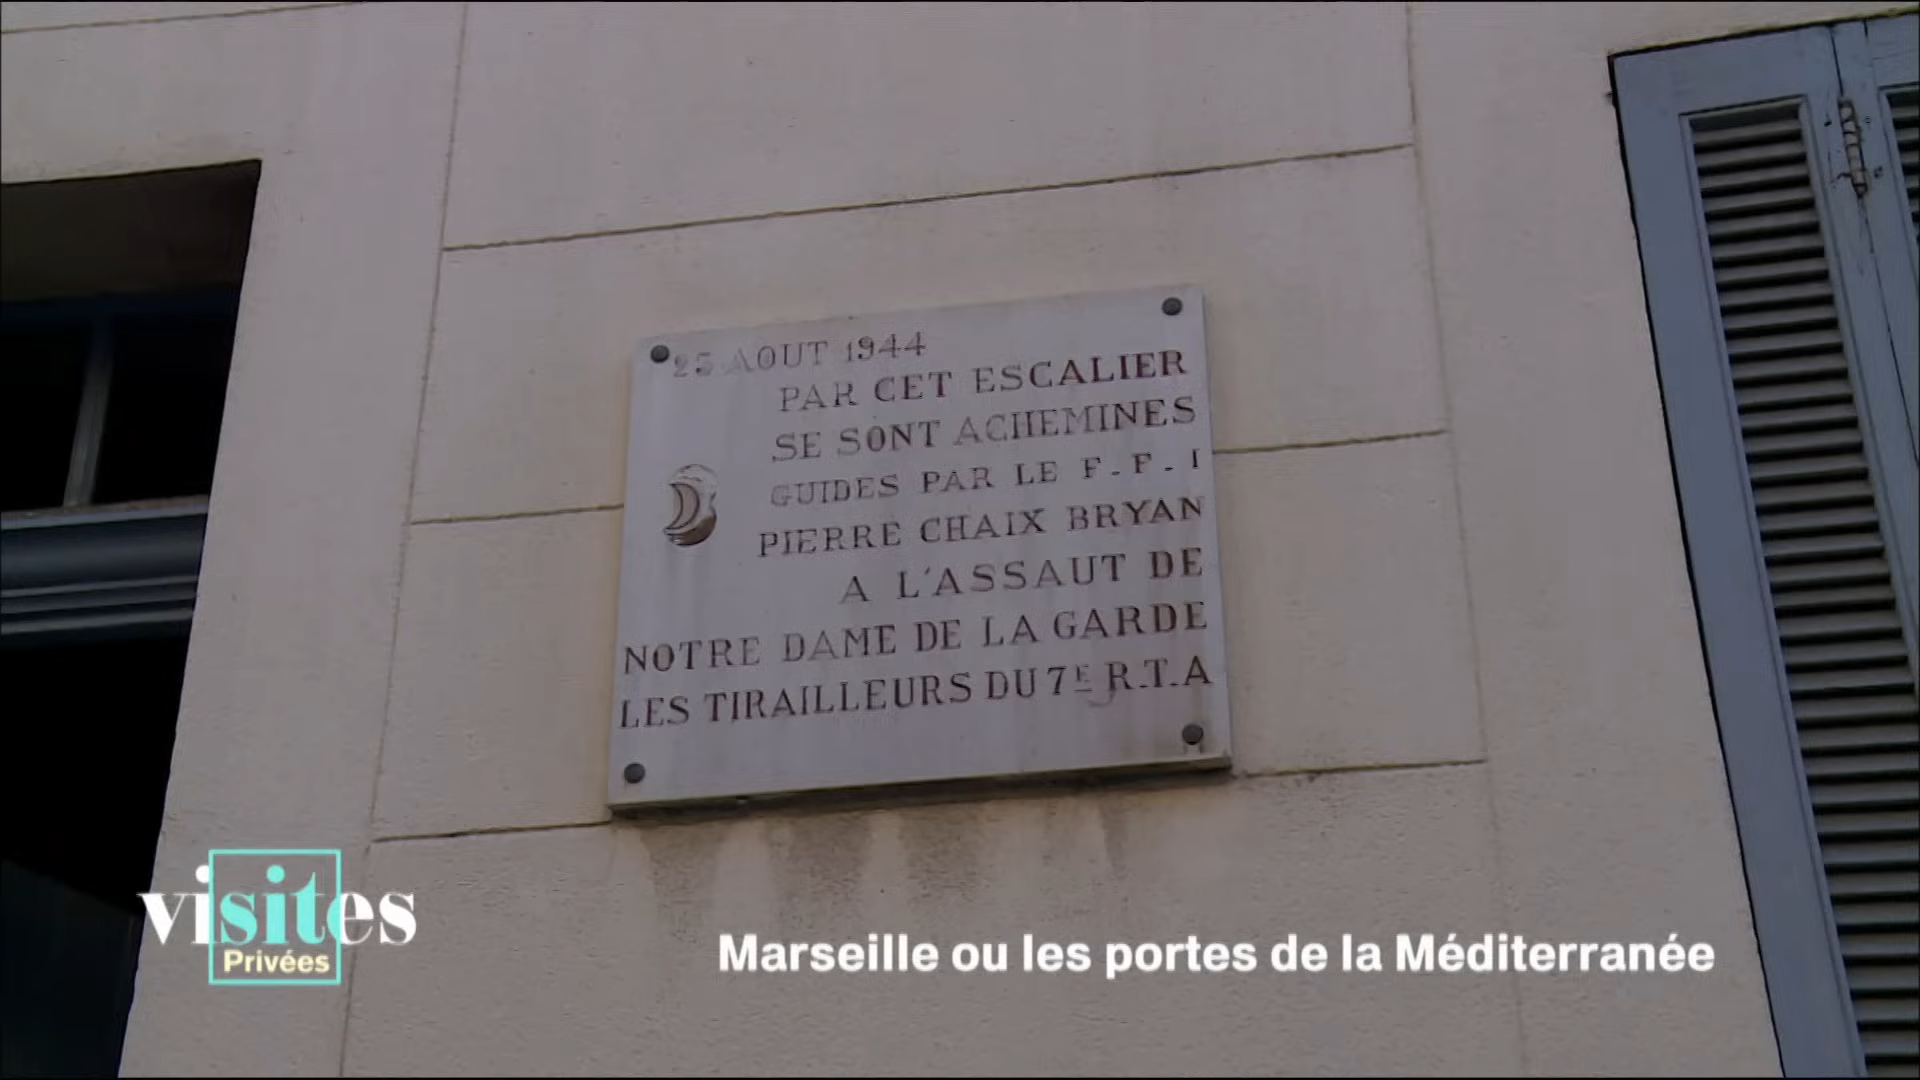 25 AOUT 1944
PAR CET ESCALIER
SE SONT ACHEMINES
GUIDES PAR LE F-F-I
PIERRE CHAIX BRYAN
A L'ASSAUT DE
NOTRE DAME DE LA GARDE
LES TIRAILLEURS DU 7E R.T.A
visites
Privées
Marseille ou les portes de la Méditerranée